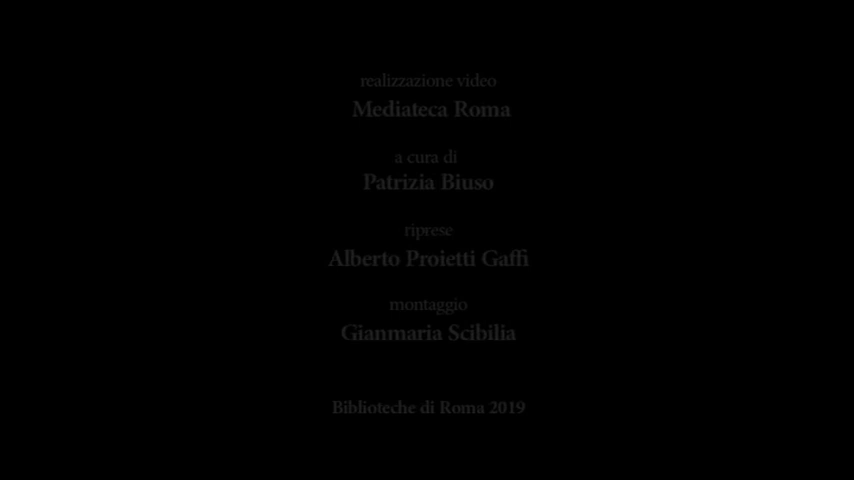 realizzazione video
Mediateca Roma
a cura di
Patrizia Biuso
riprese
Alberto Proietti Gaffi
montaggio
Gianmaria Scibilia
Biblioteche di Roma 2019